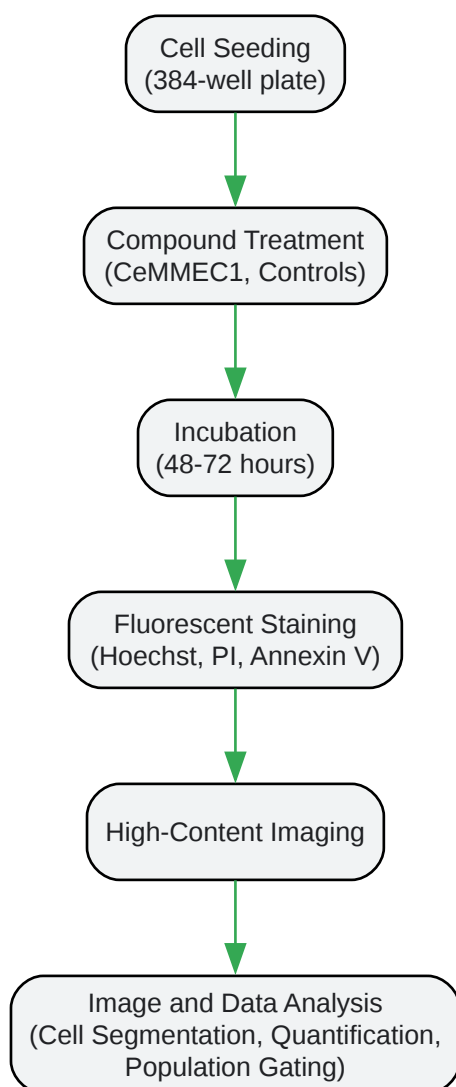 Cell Seeding
(384-well plate)
Compound Treatment
(CeMMEC1, Controls)
Incubation
(48-72 hours)
Fluorescent Staining
(Hoechst, PI, Annexin V)
High-Content Imaging
Image and Data Analysis
(Cell Segmentation, Quantification,
Population Gating)